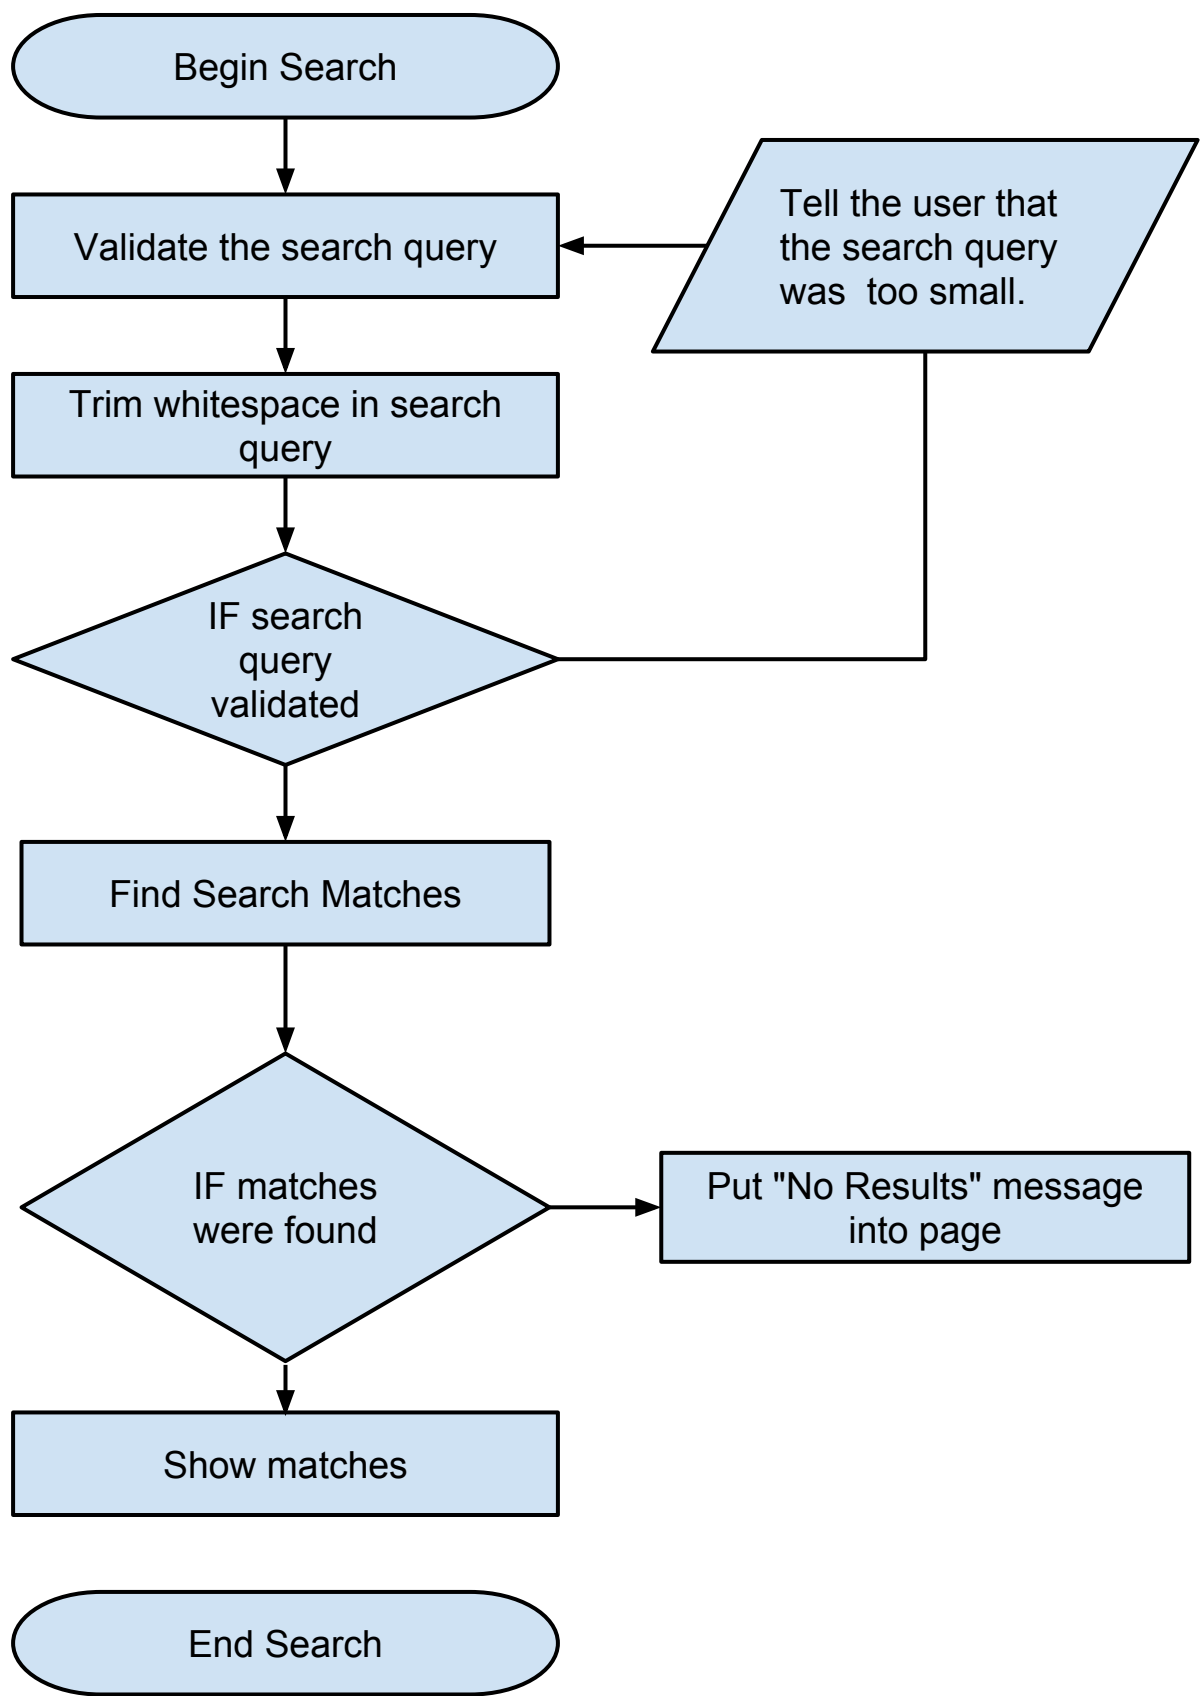 Begin Search
Tell the user that
the search query
was  too small.
Validate the search query
Trim whitespace in search
query
IF search
query
validated
Find Search Matches
IF matches
were found
Put "No Results" message
into page
Show matches
End Search